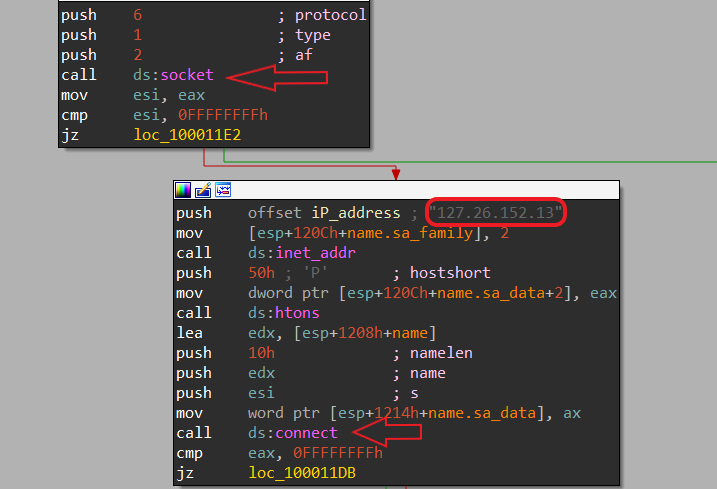 push 6 ; protocol
push 1 ; type
push 2 ; af
call ds:socket
mov esi, eax
cmp esi, 0FFFFFFFFh
jz loc_100011E2
push offset iP_address ; "127.26.152.13"
mov [esp+120Ch+name.sa_family], 2
call ds:inet_addr
push 50h ; 'P' ; hostshort
mov dword ptr [esp+120Ch+name.sa_data+2], eax
call ds:htons
lea edx, [esp+1208h+name]
push 10h ; namelen
push edx ; name
push esi ; s
mov word ptr [esp+1214h+name.sa_data], ax
call ds:connect
cmp eax, 0FFFFFFFFh
jz loc_100011DB